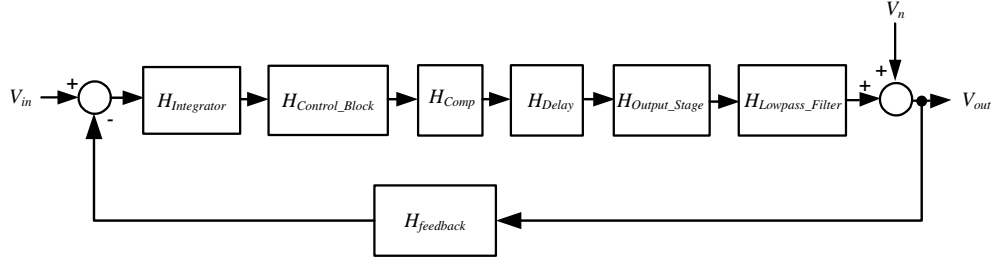 V_n
+
+
-
+
V_in
H_Integrator
H_Control_Block
H_Comp
H_Delay
H_Output_Stage
H_Lowpass_Filter
V_out
H_feedback